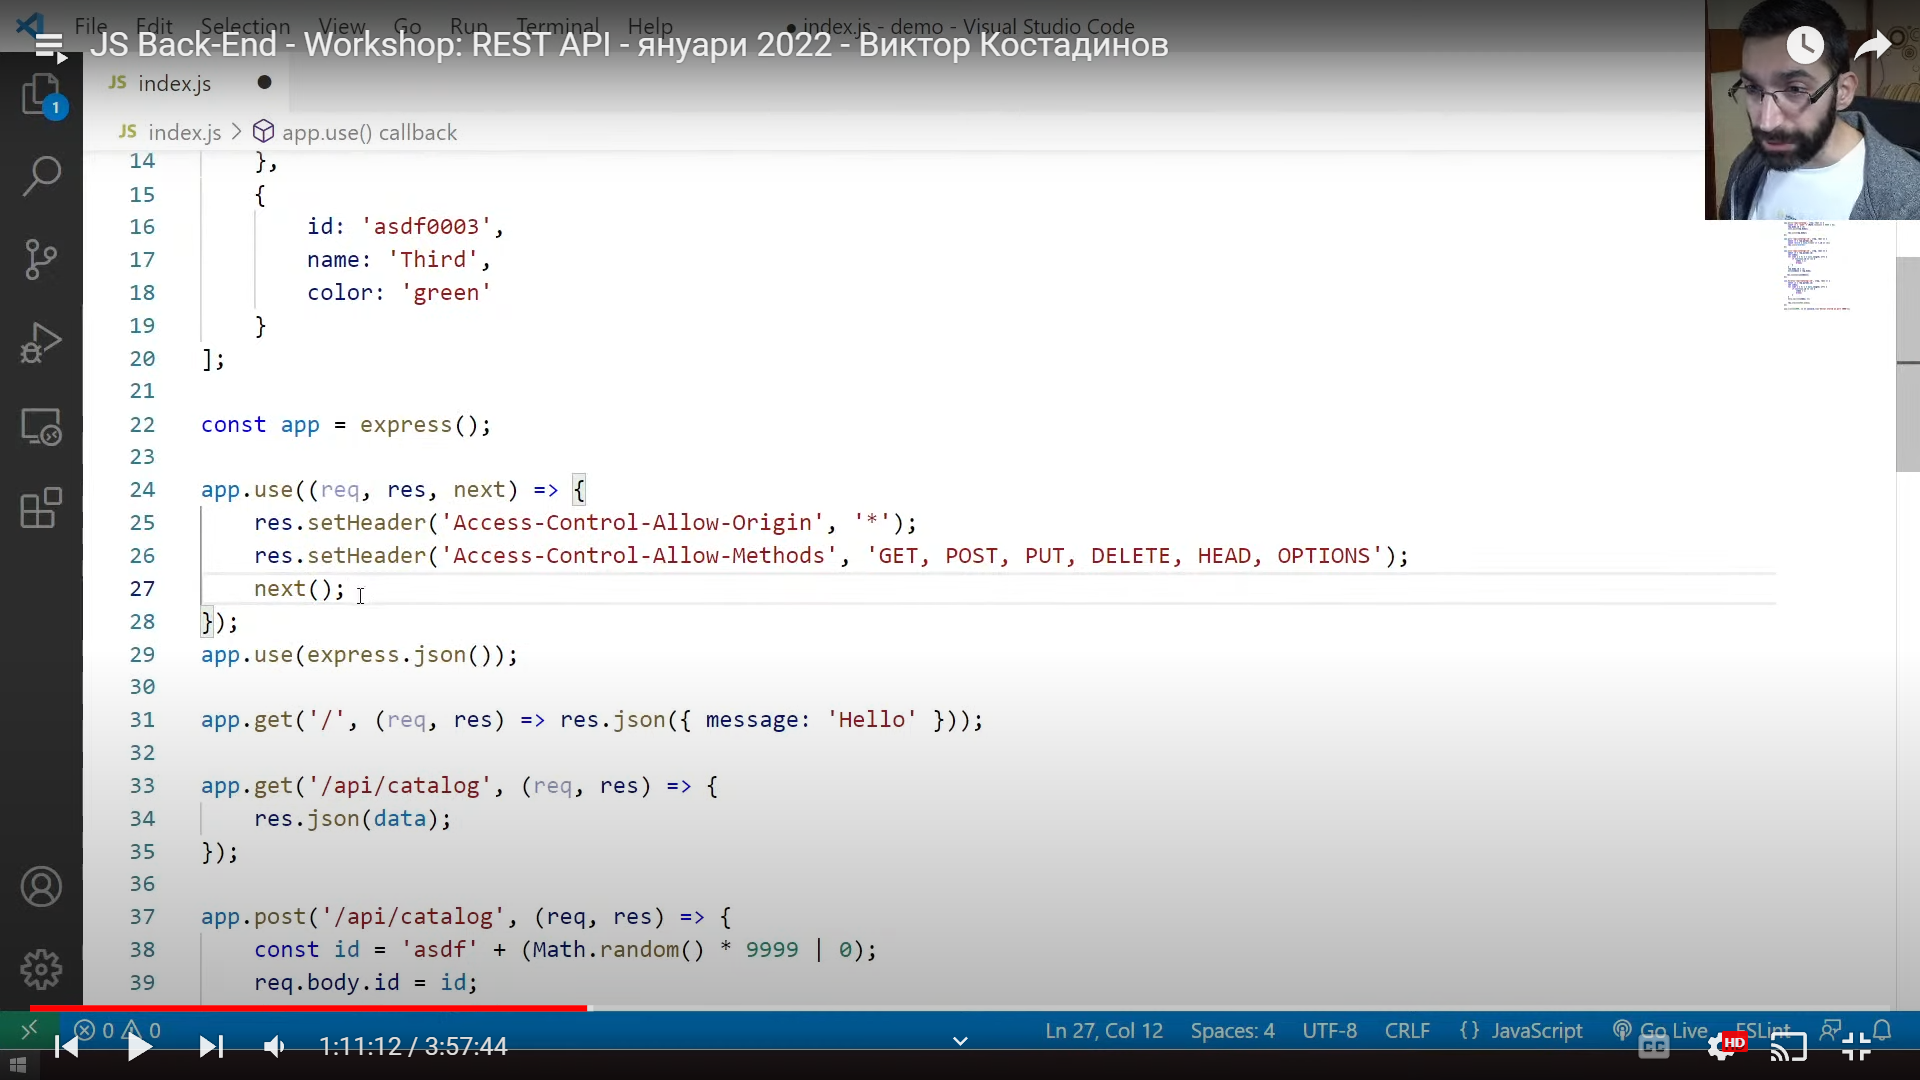 File Edit Selection View Go Run Terminal Help ● index.js - demo - Visual Studio Code
JS Back-End - Workshop: REST API - януари 2022 - Виктор Костадинов
JS index.js ●
1
JS index.js > app.use() callback
14 },
15 {
16 id: 'asdf0003',
17 name: 'Third',
18 color: 'green'
19 }
20 ];
21
22 const app = express();
23
24 app.use((req, res, next) => {
25 res.setHeader('Access-Control-Allow-Origin', '*');
26 res.setHeader('Access-Control-Allow-Methods', 'GET, POST, PUT, DELETE, HEAD, OPTIONS');
27 next();
28 });
29 app.use(express.json());
30
31 app.get('/', (req, res) => res.json({ message: 'Hello' }));
32
33 app.get('/api/catalog', (req, res) => {
34 res.json(data);
35 });
36
37 app.post('/api/catalog', (req, res) => {
38 const id = 'asdf' + (Math.random() * 9999 | 0);
39 req.body.id = id;
0 0 Ln 27, Col 12 Spaces: 4 UTF-8 CRLF {} JavaScript Go Live ESLint
1:11:12 / 3:57:44 CC HD